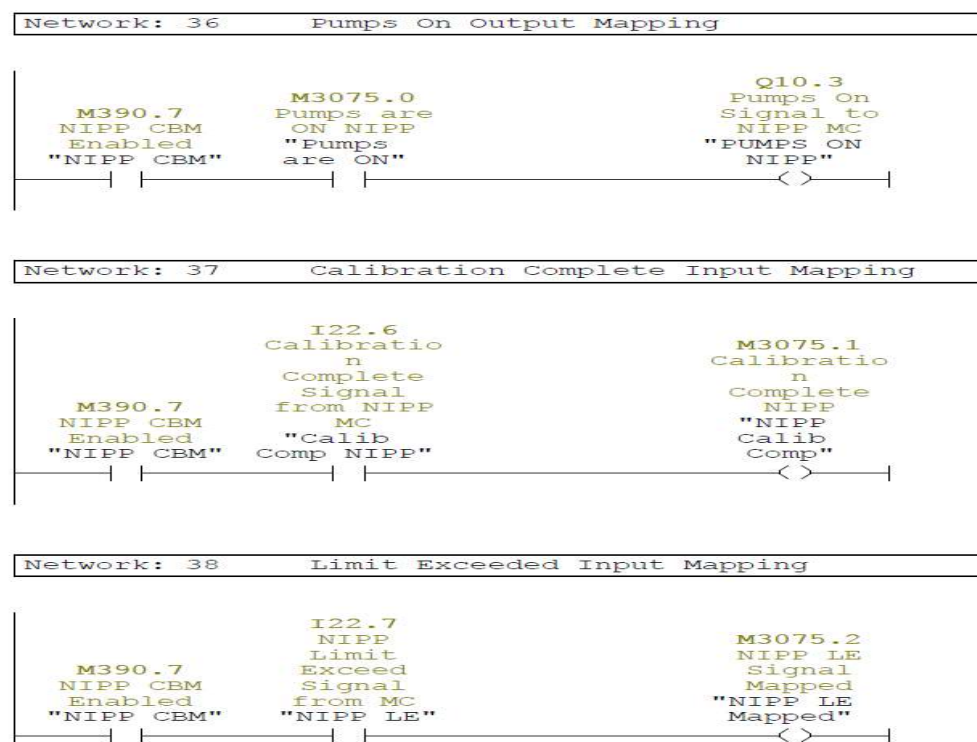 Network: 36 Pumps On Output Mapping
M390.7
NIPP CBM
Enabled
"NIPP CBM"
M3075.0
Pumps are
ON NIPP
"Pumps
are ON"
Q10.3
Pumps On
Signal to
NIPP MC
"PUMPS ON
NIPP"
Network: 37 Calibration Complete Input Mapping
M390.7
NIPP CBM
Enabled
"NIPP CBM"
I22.6
Calibratio
n
Complete
Signal
from NIPP
MC
"Calib
Comp NIPP"
M3075.1
Calibratio
n
Complete
NIPP
"NIPP
Calib
Comp"
Network: 38 Limit Exceeded Input Mapping
M390.7
NIPP CBM
Enabled
"NIPP CBM"
I22.7
NIPP
Limit
Exceed
Signal
from MC
"NIPP LE"
M3075.2
NIPP LE
Signal
Mapped
"NIPP LE
Mapped"